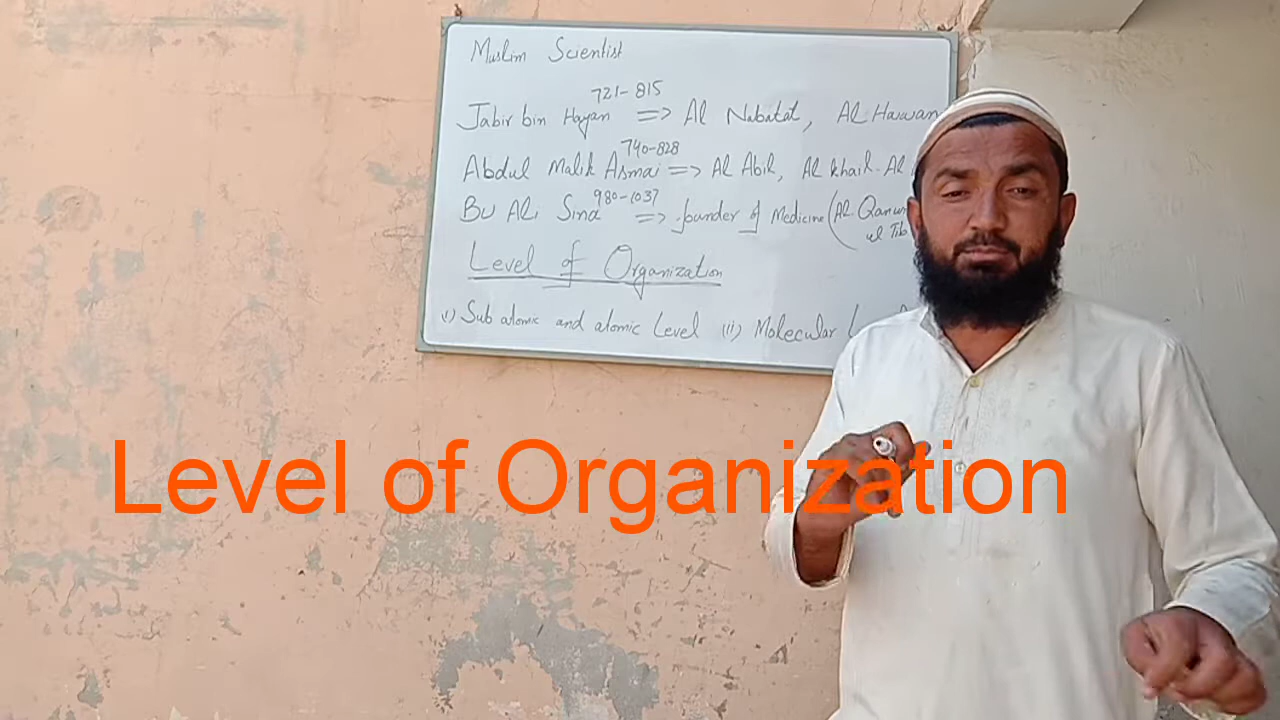 Muslim Scientist
721-815
Jabir bin Hayan => Al Nabatat, Al Hawan
740-828
Abdul Malik Asmai => Al Abil, Al khail. Al
980-1037
Bu Ali Sina => founder of Medicine (Al Qanun
ul Tib
Level of Organization
i) Sub atomic and atomic Level (ii) Molecular
Level of Organization